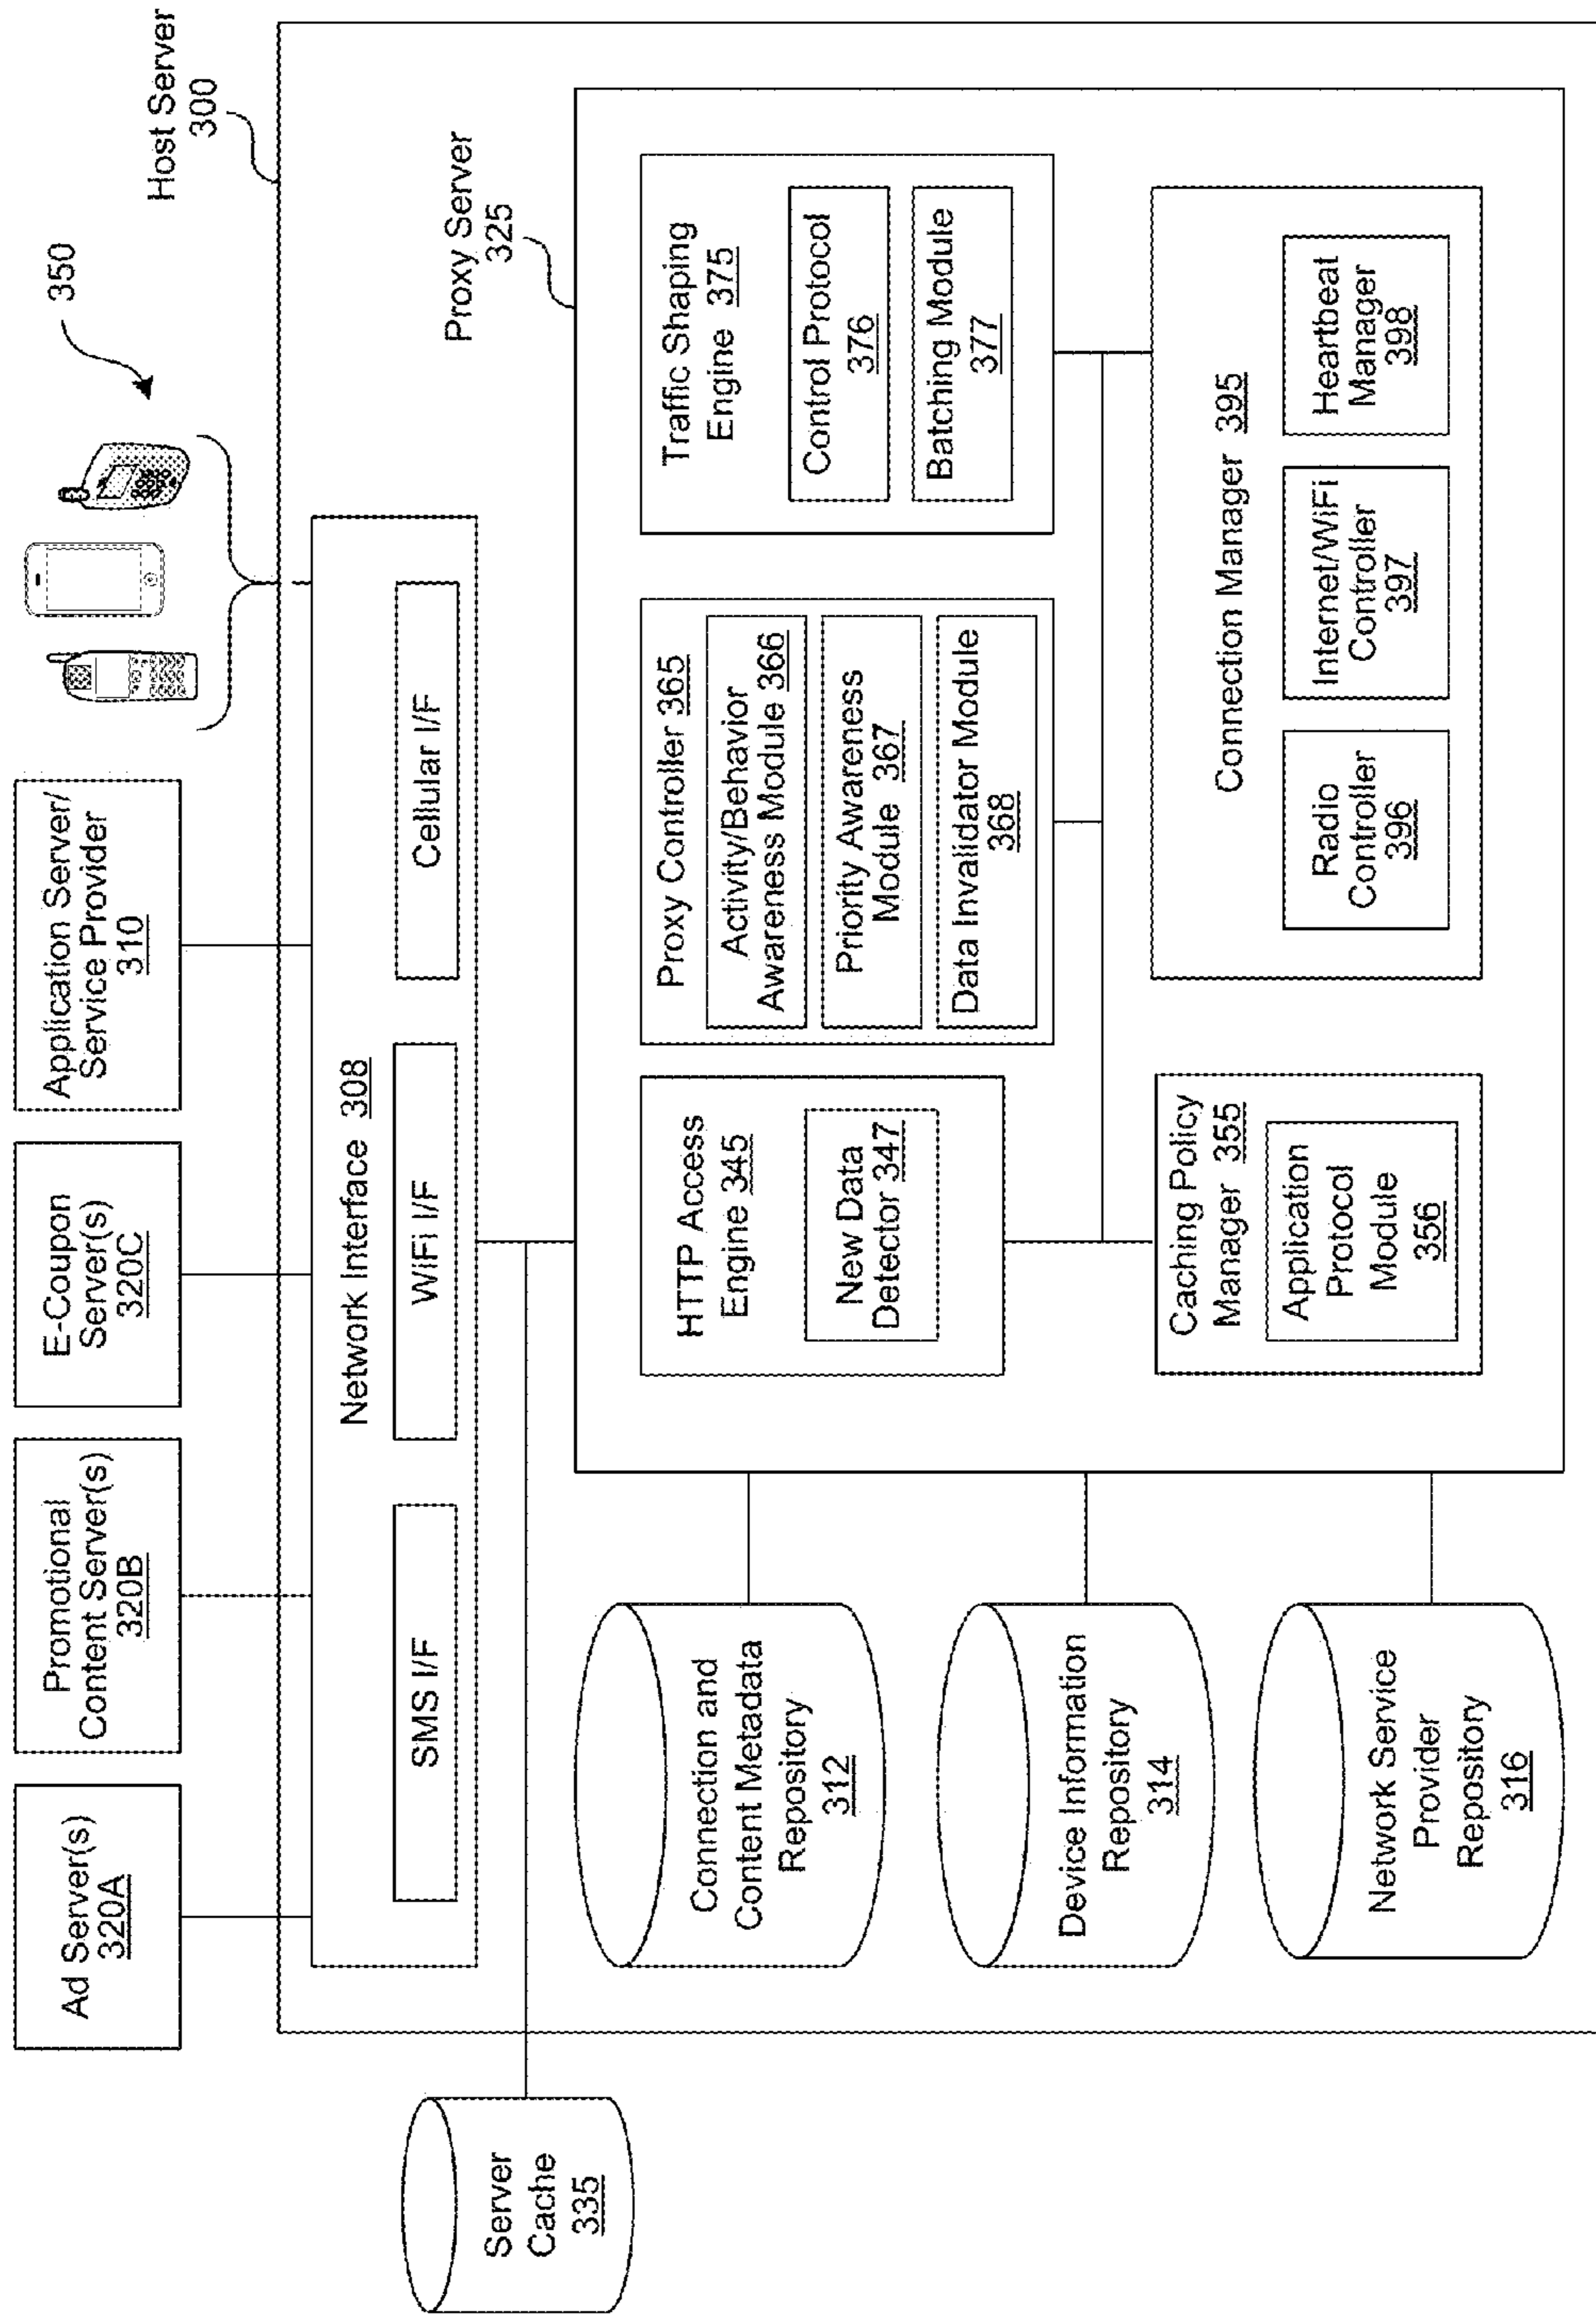 Ad Server(s)
320A
Promotional
Content Server(s)
320B
E-Coupon
Server(s)
320C
Application Server/
Service Provider
310
350
Host Server
300
Network Interface 308
SMS I/F
WiFi I/F
Cellular I/F
Server
Cache
335
Proxy Server
325
Connection and
Content Metadata
Repository
312
Device Information
Repository
314
Network Service
Provider
Repository
316
HTTP Access
Engine 345
New Data
Detector 347
Proxy Controller 365
Activity/Behavior
Awareness Module 366
Priority Awareness
Module 367
Data Invalidator Module
368
Traffic Shaping
Engine 375
Control Protocol
376
Batching Module
377
Caching Policy
Manager 355
Application
Protocol
Module
356
Connection Manager 395
Radio
Controller
396
Internet/WiFi
Controller
397
Heartbeat
Manager
398